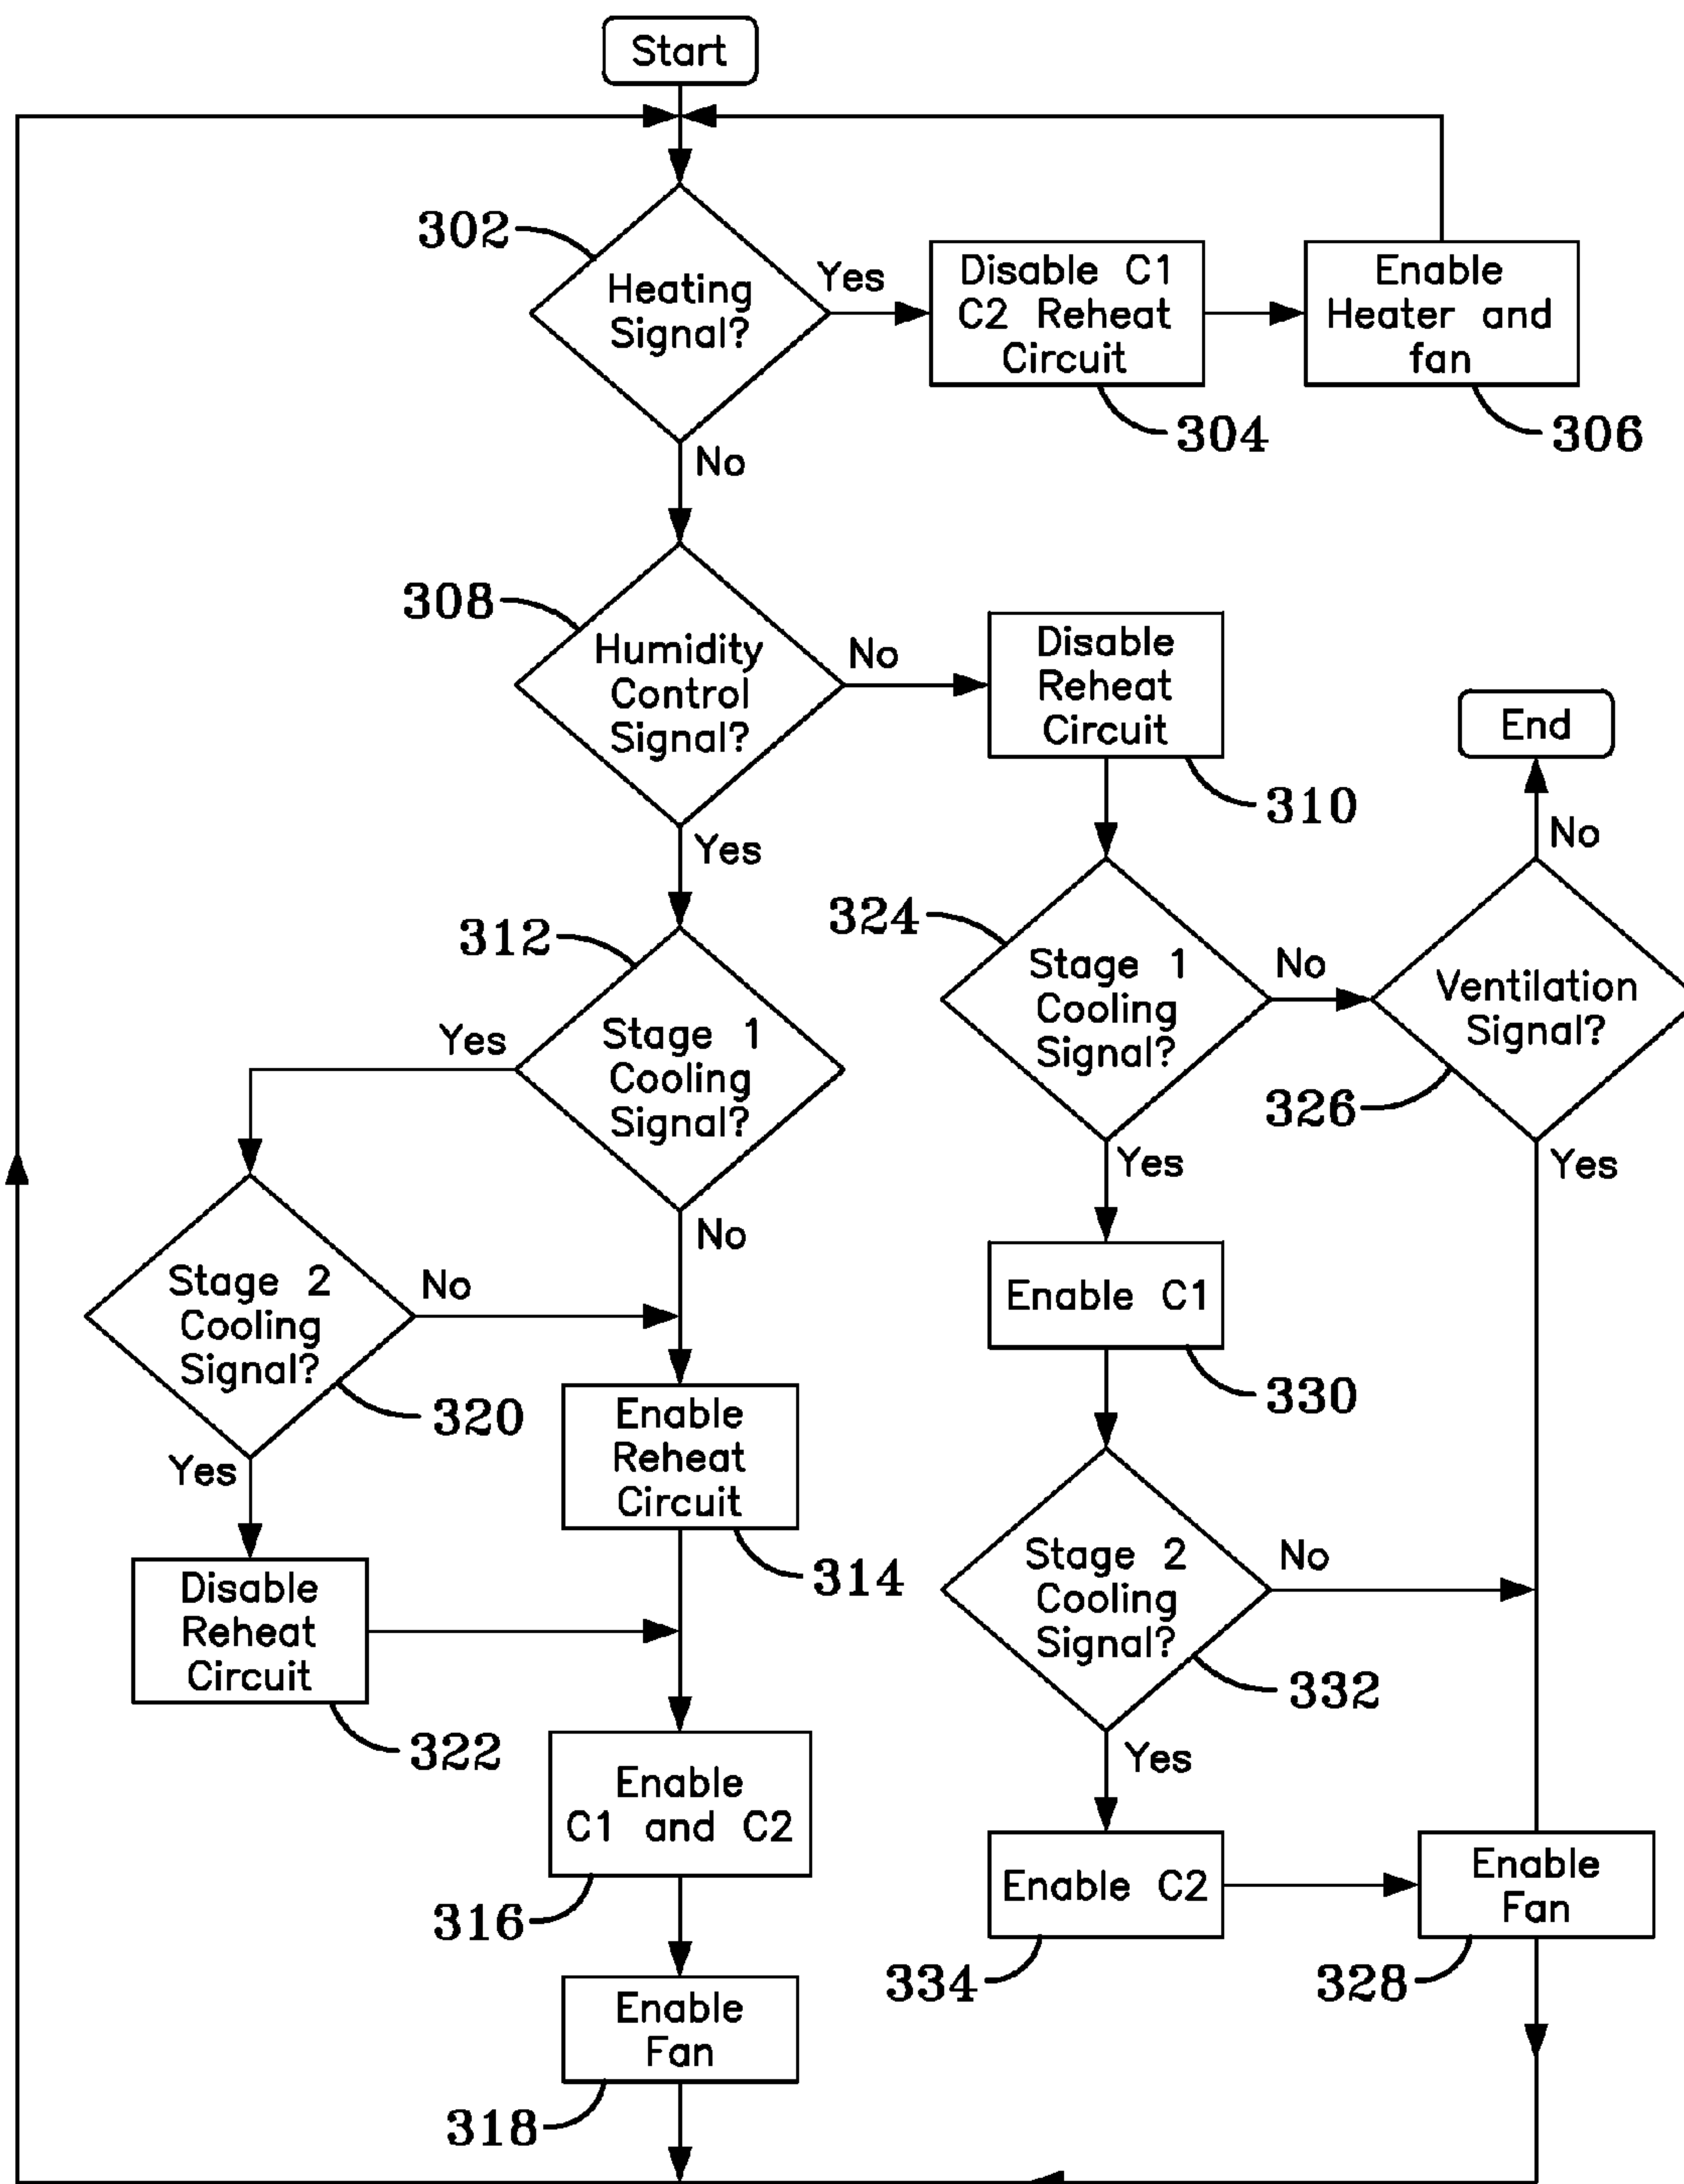 Start
302
Heating
Signal?
Yes
Disable C1
C2 Reheat
Circuit
304
Enable
Heater and
fan
306
No
308
Humidity
Control
Signal?
No
Disable
Reheat
Circuit
310
End
No
Yes
312
Stage 1
Cooling
Signal?
Yes
No
324
Stage 1
Cooling
Signal?
No
Ventilation
Signal?
326
Yes
Yes
Stage 2
Cooling
Signal?
No
320
Yes
Enable
Reheat
Circuit
314
Enable C1
330
Disable
Reheat
Circuit
322
Stage 2
Cooling
Signal?
No
332
Yes
Enable
C1 and C2
316
Enable C2
334
Enable
Fan
328
Enable
Fan
318